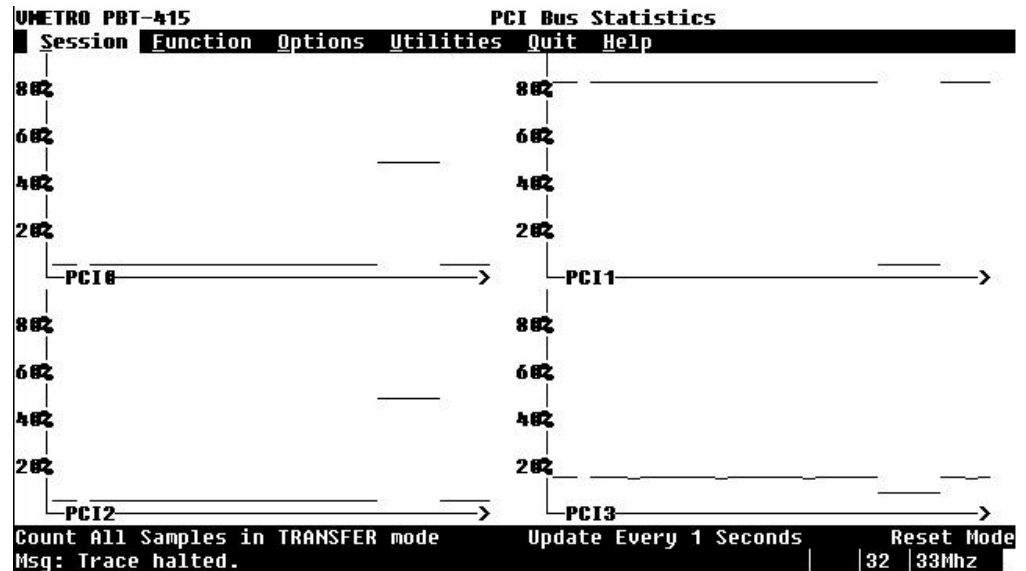 VMETRO PBT-415 PCI Bus Statistics
Session Function Options Utilities Quit Help
80% 80%
60% 60%
40% 40%
20% 20%
PCI0 PCI1
80% 80%
60% 60%
40% 40%
20% 20%
PCI2 PCI3
Count All Samples in TRANSFER mode Update Every 1 Seconds Reset Mode
Msg: Trace halted. 32 33Mhz